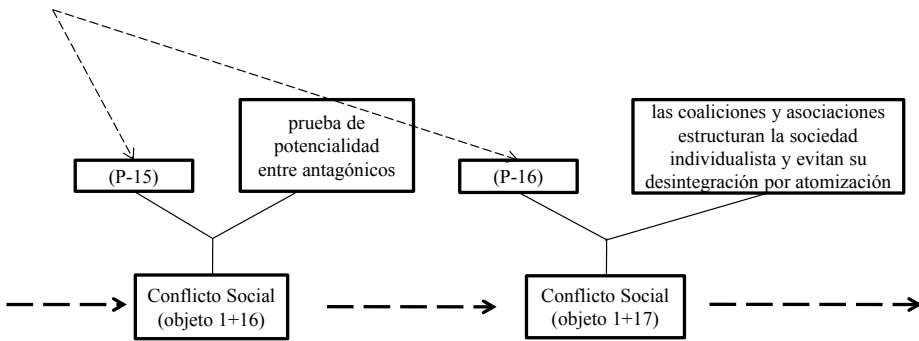 prueba de
potencialidad
entre antagónicos
las coaliciones y asociaciones
estructuran la sociedad
individualista y evitan su
desintegración por atomización
(P-15)
(P-16)
Conflicto Social
(objeto 1+16)
Conflicto Social
(objeto 1+17)